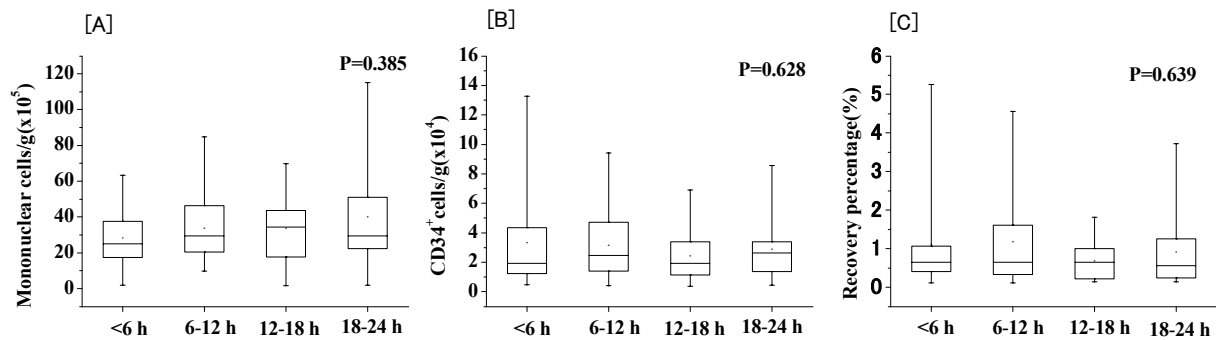 [A]
Mononuclear cells/g(x10⁵)
120
100
80
60
40
20
0
P=0.385
<6 h
6-12 h
12-18 h
18-24 h
[B]
CD34⁺cells/g(x10⁴)
16
14
12
10
8
6
4
2
0
P=0.628
<6 h
6-12 h
12-18 h
18-24 h
[C]
Recovery percentage(%)
6
5
4
3
2
1
0
P=0.639
<6 h
6-12 h
12-18 h
18-24 h